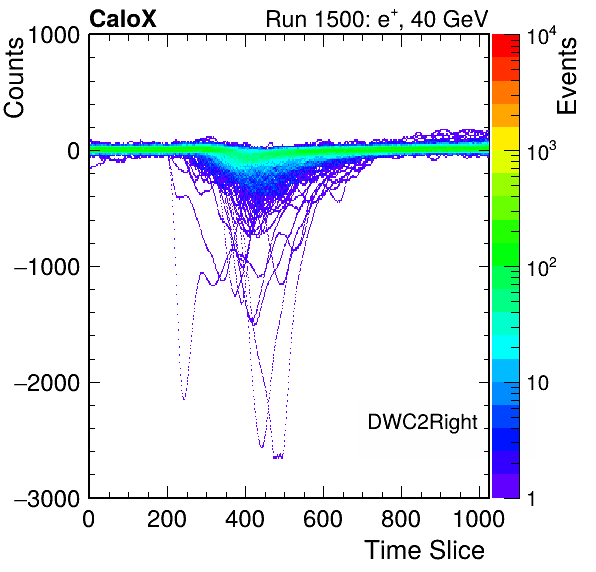 CaloX Run 1500: e⁺, 40 GeV
Counts
Events
1000
0
−1000
−2000
−3000
0 200 400 600 800 1000
Time Slice
DWC2Right
10⁴
10³
10²
10
1